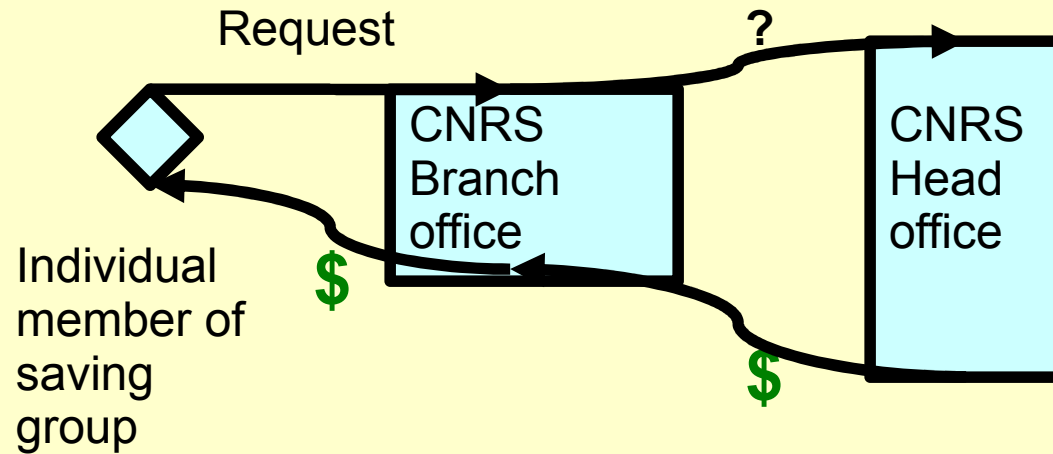 Request
?
CNRS
Branch
office
CNRS
Head
office
Individual
member of
saving
group
$
$